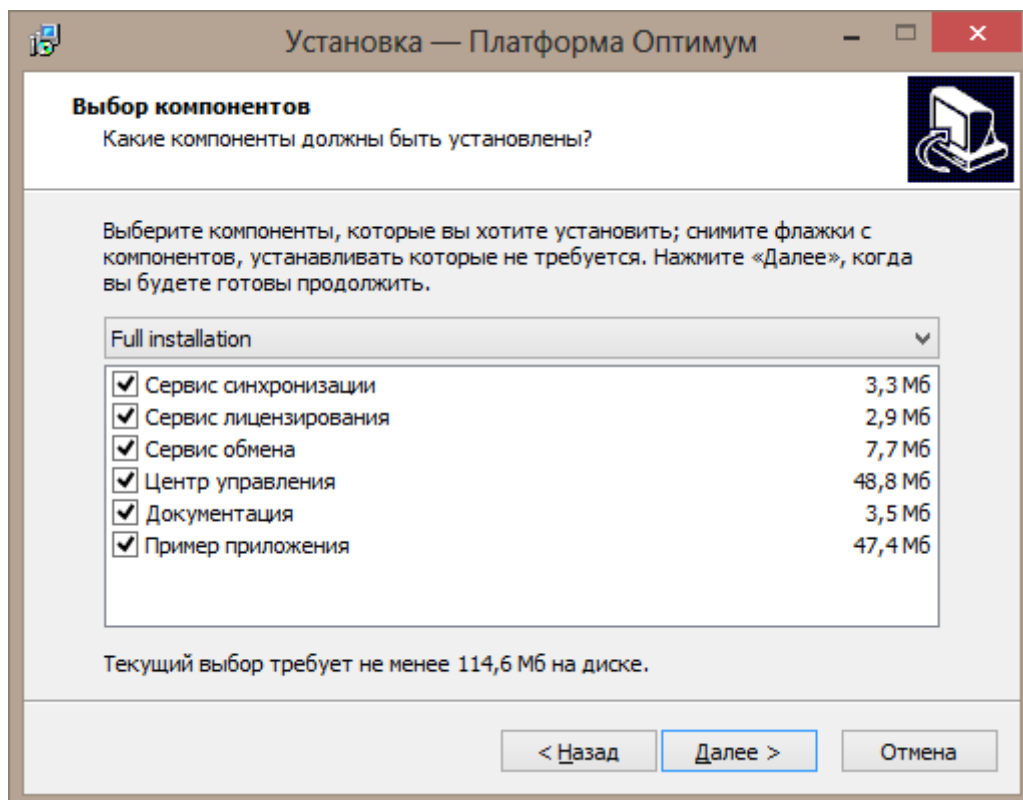 Установка — Платформа Оптимум
Выбор компонентов
Какие компоненты должны быть установлены?
Выберите компоненты, которые вы хотите установить; снимите флажки с
компонентов, устанавливать которые не требуется. Нажмите «Далее», когда
вы будете готовы продолжить.
Full installation
Сервис синхронизации 3,3 Мб
Сервис лицензирования 2,9 Мб
Сервис обмена 7,7 Мб
Центр управления 48,8 Мб
Документация 3,5 Мб
Пример приложения 47,4 Мб
Текущий выбор требует не менее 114,6 Мб на диске.
< Назад Далее > Отмена